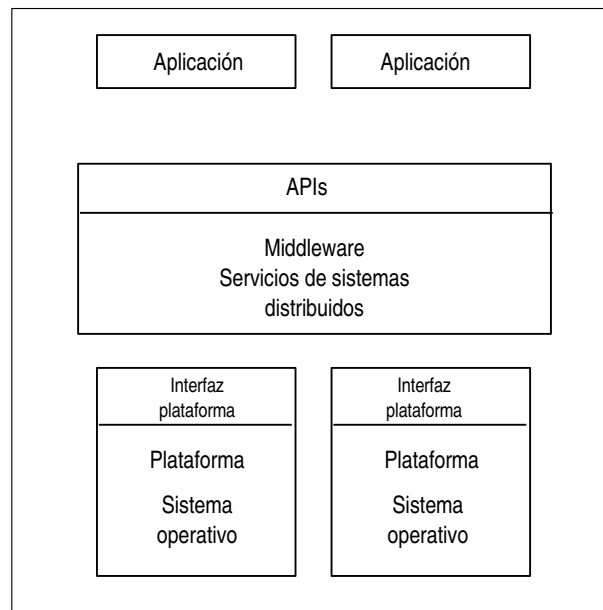 Aplicación
Aplicación
APIs
Middleware
Servicios de sistemas
distribuidos
Interfaz
plataforma
Plataforma
Sistema
operativo
Interfaz
plataforma
Plataforma
Sistema
operativo